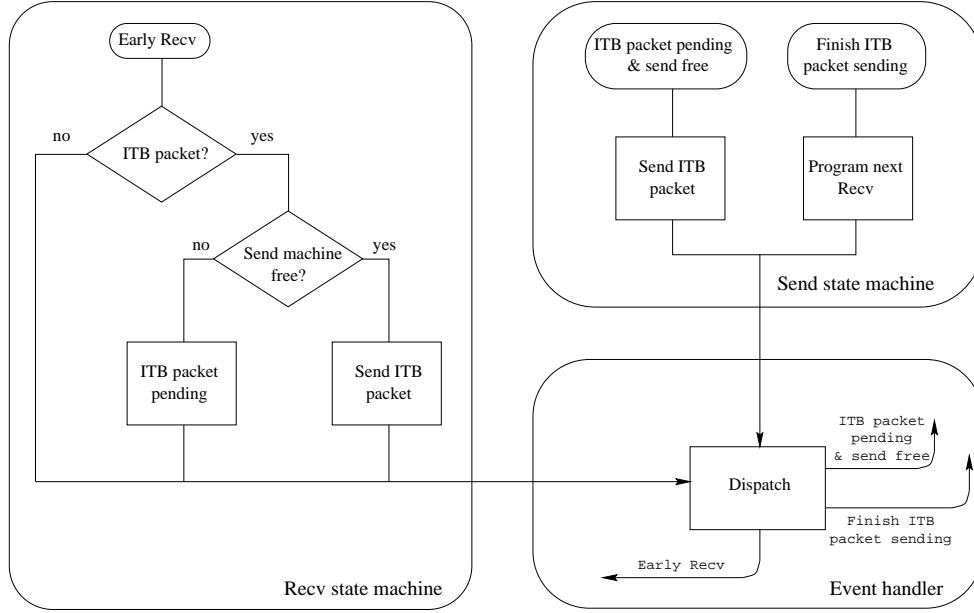 Early Recv
no
yes
ITB packet?
no
yes
Send machine
free?
ITB packet
pending
Send ITB
packet
Recv state machine
ITB packet pending
& send free
Finish ITB
packet sending
Send ITB
packet
Program next
Recv
Send state machine
ITB packet
pending
& send free
Dispatch
Finish ITB
packet sending
Early Recv
Event handler